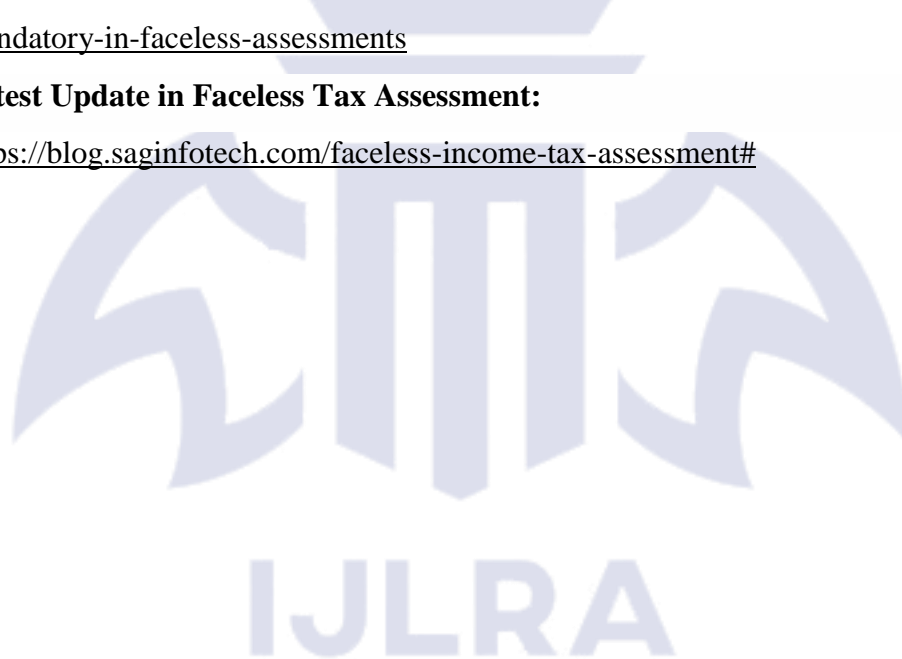 ndatory-in-faceless-assessments
test Update in Faceless Tax Assessment:
ps://blog.saginfotech.com/faceless-income-tax-assessment#
IJLRA